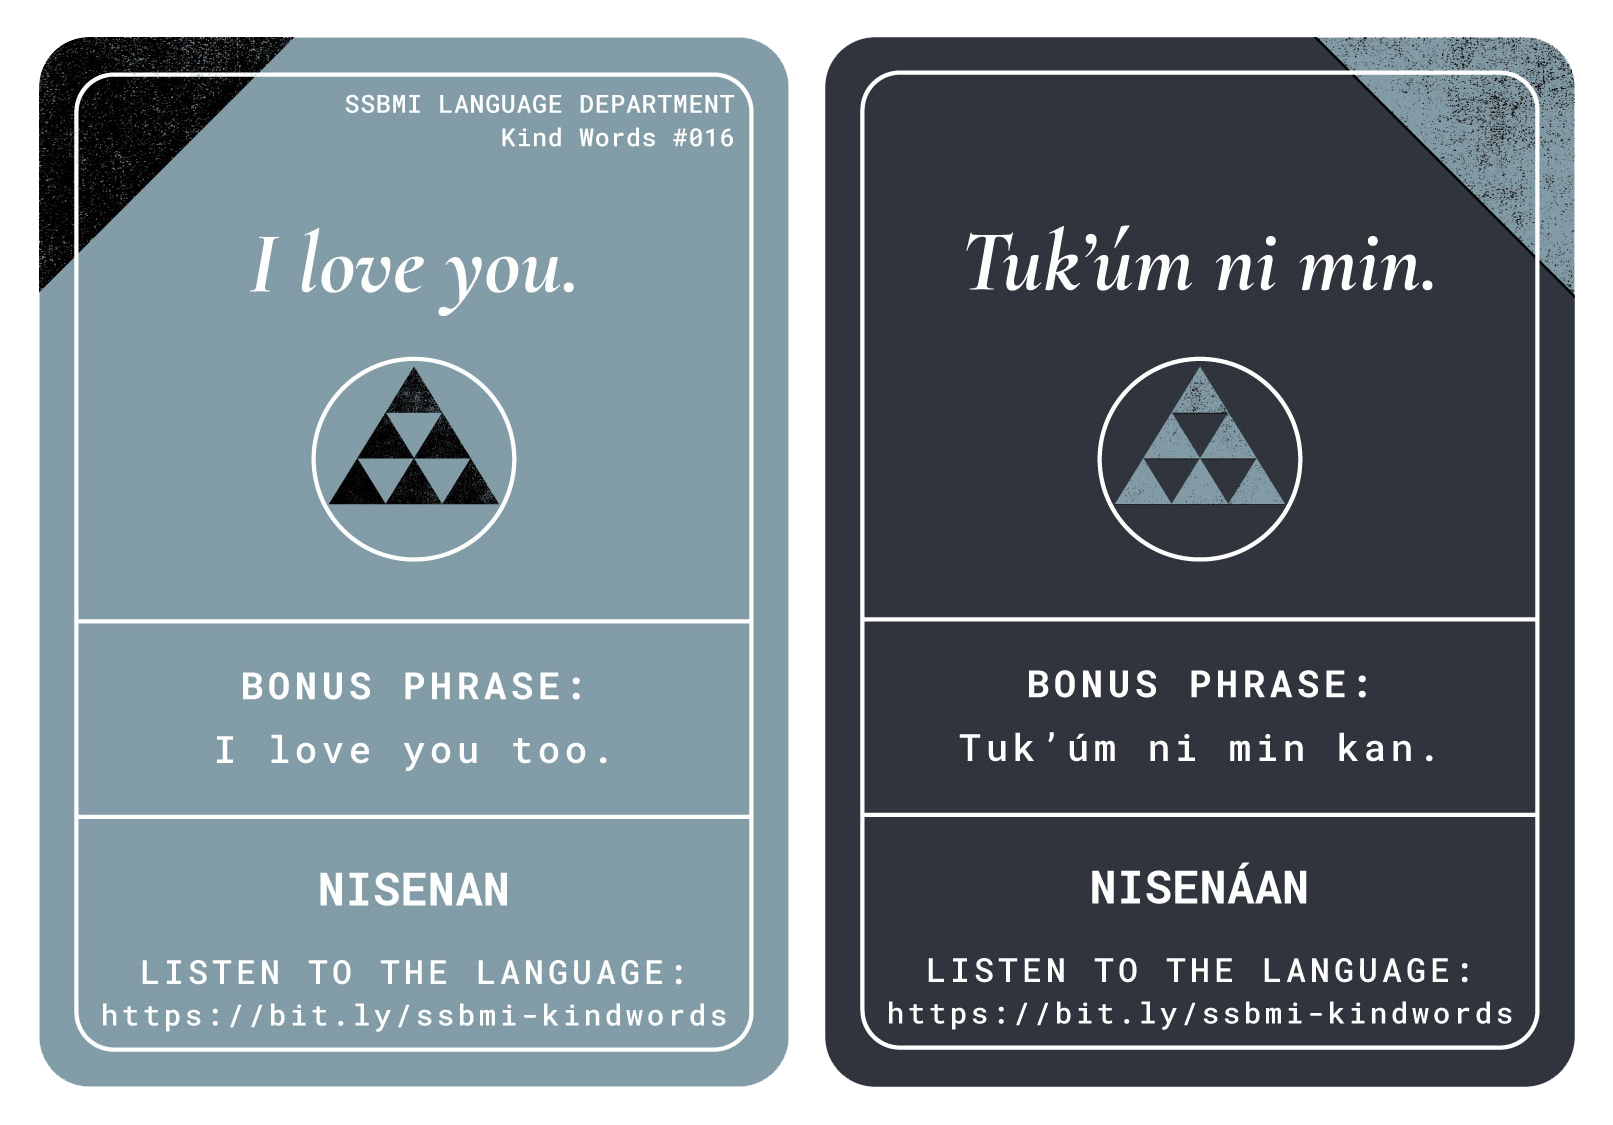 SSBMI LANGUAGE DEPARTMENT
Kind Words #016
I love you.
BONUS PHRASE:
I love you too.
NISENAN
LISTEN TO THE LANGUAGE:
https://bit.ly/ssbmi-kindwords
Tuk’úm ni min.
BONUS PHRASE:
Tuk’úm ni min kan.
NISENÁAN
LISTEN TO THE LANGUAGE:
https://bit.ly/ssbmi-kindwords